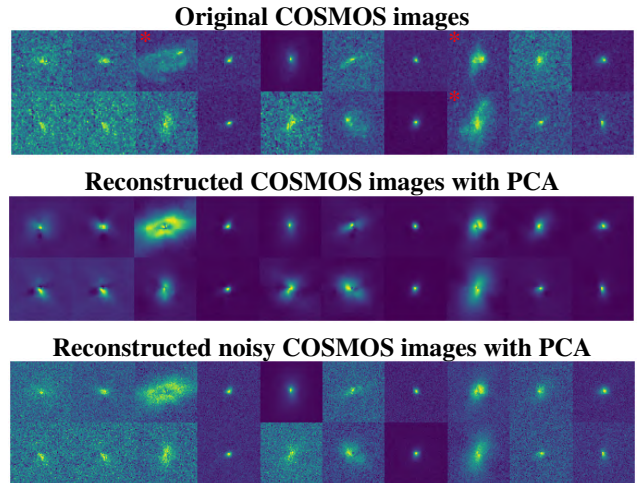 Original COSMOS images
*
*
*
Reconstructed COSMOS images with PCA
Reconstructed noisy COSMOS images with PCA